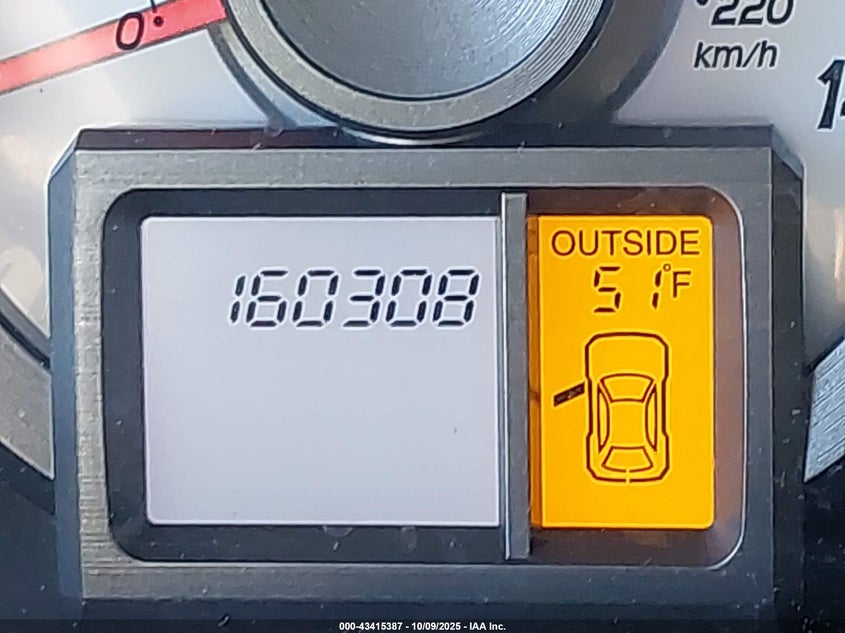 0
220
km/h
160308
OUTSIDE
51°F
000-43415387 - 10/09/2025 - IAA Inc.